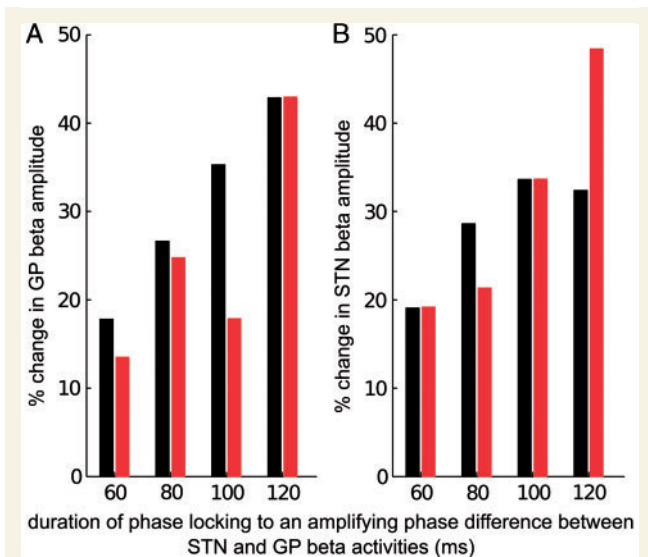 A
B
% change in GP beta amplitude
50
40
30
20
10
0
60 80 100 120
% change in STN beta amplitude
50
40
30
20
10
0
60 80 100 120
duration of phase locking to an amplifying phase difference between
STN and GP beta activities (ms)